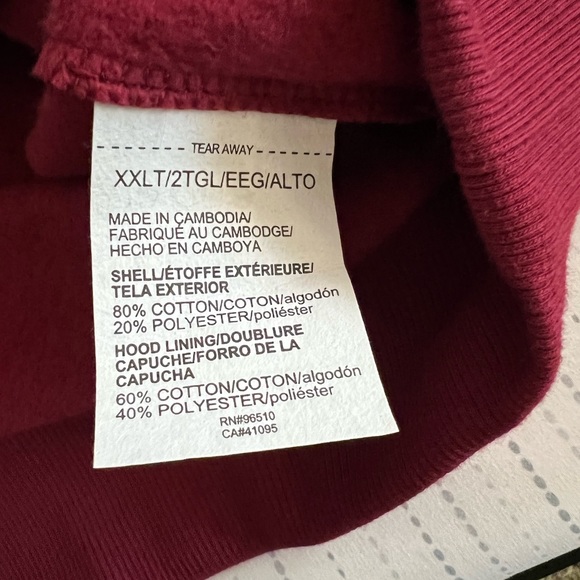 TEAR AWAY
XXLT/2TGL/EEG/ALTO
MADE IN CAMBODIA/
FABRIQUÉ AU CAMBODGE/
HECHO EN CAMBOYA
SHELL/ÉTOFFE EXTÉRIEURE/
TELA EXTERIOR
80% COTTON/COTON/algodón
20% POLYESTER/poliéster
HOOD LINING/DOUBLURE
CAPUCHE/FORRO DE LA
CAPUCHA
60% COTTON/COTON/algodón
40% POLYESTER/poliéster
RN#96510
CA#41095